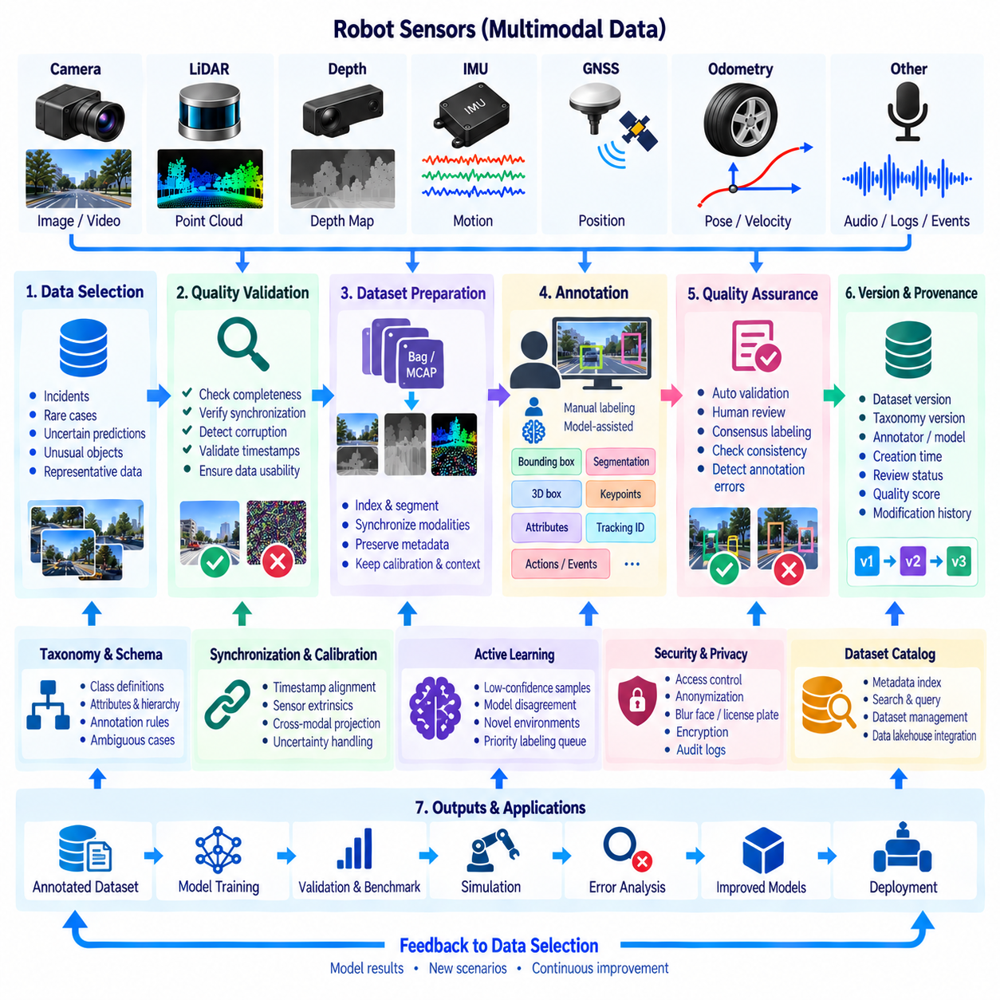 Robot Sensors (Multimodal Data)
Camera
LiDAR
Depth
IMU
GNSS
Odometry
Other
IMU
Image / Video
Point Cloud
Depth Map
Motion
Position
Pose / Velocity
Audio / Logs / Events
1. Data Selection
Incidents
Rare cases
Uncertain predictions
Unusual objects
Representative data
2. Quality Validation
Check completeness
Verify synchronization
Detect corruption
Validate timestamps
Ensure data usability
3. Dataset Preparation
Bag /
MCAP
Index & segment
Synchronize modalities
Preserve metadata
Keep calibration & context
4. Annotation
Manual labeling
Model-assisted
Bounding box
Segmentation
3D box
Keypoints
Attributes
Tracking ID
Actions / Events
...
5. Quality Assurance
Auto validation
Human review
Consensus labeling
Check consistency
Detect annotation
errors
6. Version & Provenance
Dataset version
Taxonomy version
Annotator / model
Creation time
Review status
Quality score
Modification history
v1
v2
v3
Taxonomy & Schema
Class definitions
Attributes & hierarchy
Annotation rules
Ambiguous cases
Synchronization & Calibration
Timestamp alignment
Sensor extrinsics
Cross-modal projection
Uncertainty handling
Active Learning
Low-confidence samples
Model disagreement
Novel environments
Priority labeling queue
Security & Privacy
Access control
Anonymization
Blur face / license plate
Encryption
Audit logs
Dataset Catalog
Metadata index
Search & query
Dataset management
Data lakehouse integration
7. Outputs & Applications
Annotated Dataset
Model Training
Validation & Benchmark
Simulation
Error Analysis
Improved Models
Deployment
Feedback to Data Selection
Model results • New scenarios • Continuous improvement